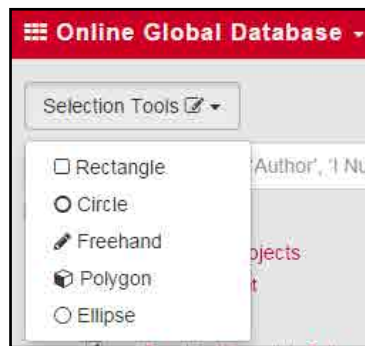 Online Global Database
Selection Tools
Rectangle
'Author', 'I Nu
Circle
Freehand
ojects
Polygon
t
Ellipse